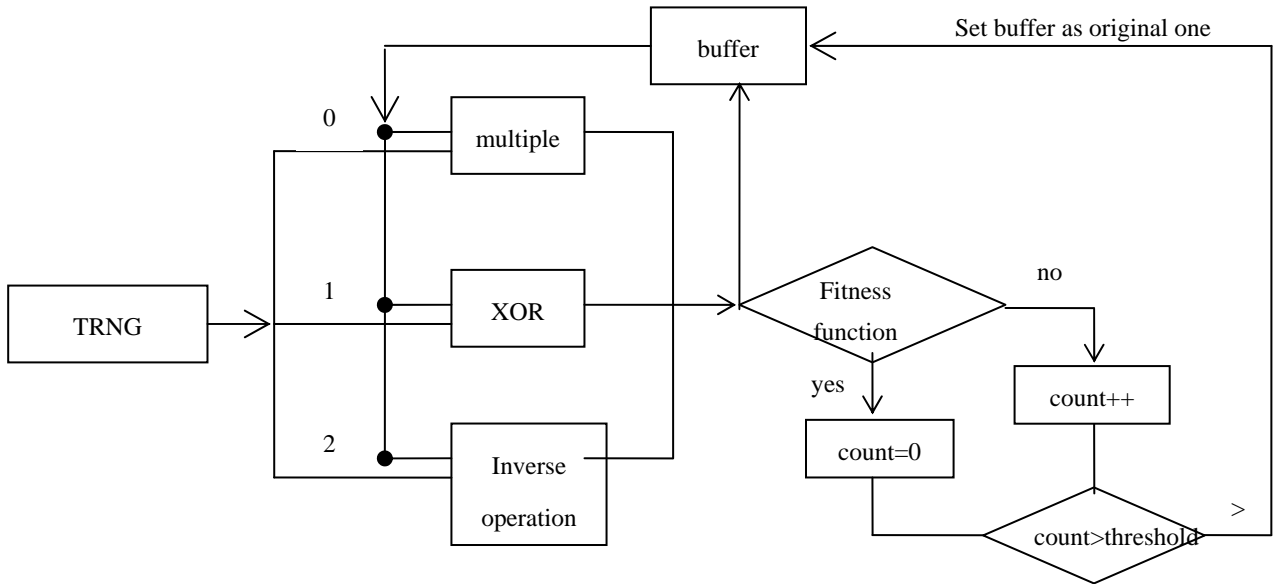 Set buffer as original one
buffer
0
multiple
1
XOR
TRNG
Fitness
function
no
yes
count++
2
Inverse
operation
count=0
>
count>threshold